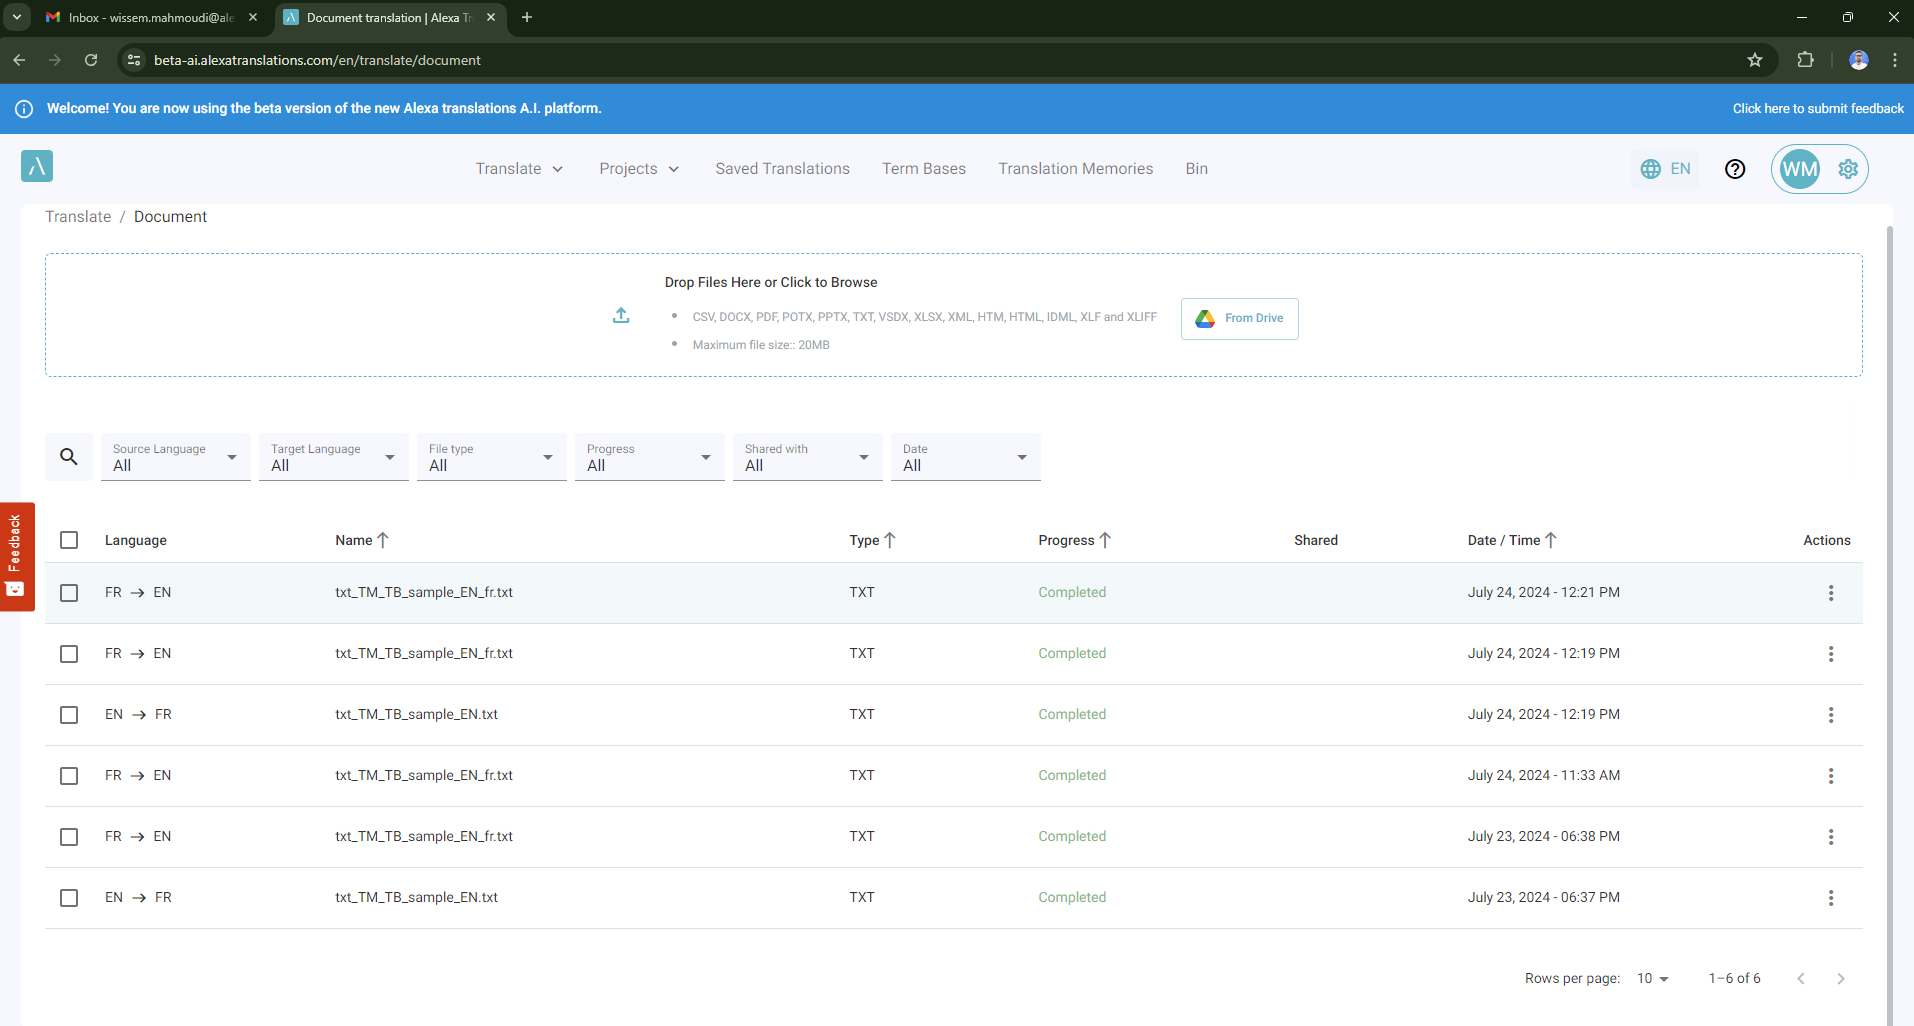 Inbox - wissem.mahmoudi@ale
Document translation | Alexa Tr
beta-ai.alexatranslations.com/en/translate/document
Welcome! You are now using the beta version of the new Alexa translations A.I. platform.
Click here to submit feedback
Translate
Projects
Saved Translations
Term Bases
Translation Memories
Bin
EN
WM
Translate / Document
Drop Files Here or Click to Browse
CSV, DOCX, PDF, POTX, PPTX, TXT, VSDX, XLSX, XML, HTM, HTML, IDML, XLF and XLIFF
Maximum file size:: 20MB
From Drive
Source Language
All
Target Language
All
File type
All
Progress
All
Shared with
All
Date
All
Feedback
Language Name Type Progress Shared Date / Time Actions
FR → EN txt_TM_TB_sample_EN_fr.txt TXT Completed July 24, 2024 - 12:21 PM
FR → EN txt_TM_TB_sample_EN_fr.txt TXT Completed July 24, 2024 - 12:19 PM
EN → FR txt_TM_TB_sample_EN.txt TXT Completed July 24, 2024 - 12:19 PM
FR → EN txt_TM_TB_sample_EN_fr.txt TXT Completed July 24, 2024 - 11:33 AM
FR → EN txt_TM_TB_sample_EN_fr.txt TXT Completed July 23, 2024 - 06:38 PM
EN → FR txt_TM_TB_sample_EN.txt TXT Completed July 23, 2024 - 06:37 PM
Rows per page: 10 1–6 of 6